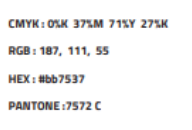 CMYK : 0%K 37%M 71%Y 27%K
RGB : 187, 111, 55
HEX : #bb7537
PANTONE :7572 C